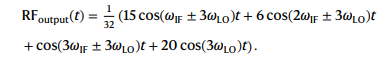 RF_output(t) = 1/32 (15 cos(ω_IF ± 3ω_LO)t + 6 cos(2ω_IF ± 3ω_LO)t
+ cos(3ω_IF ± 3ω_LO)t + 20 cos(3ω_LO)t).